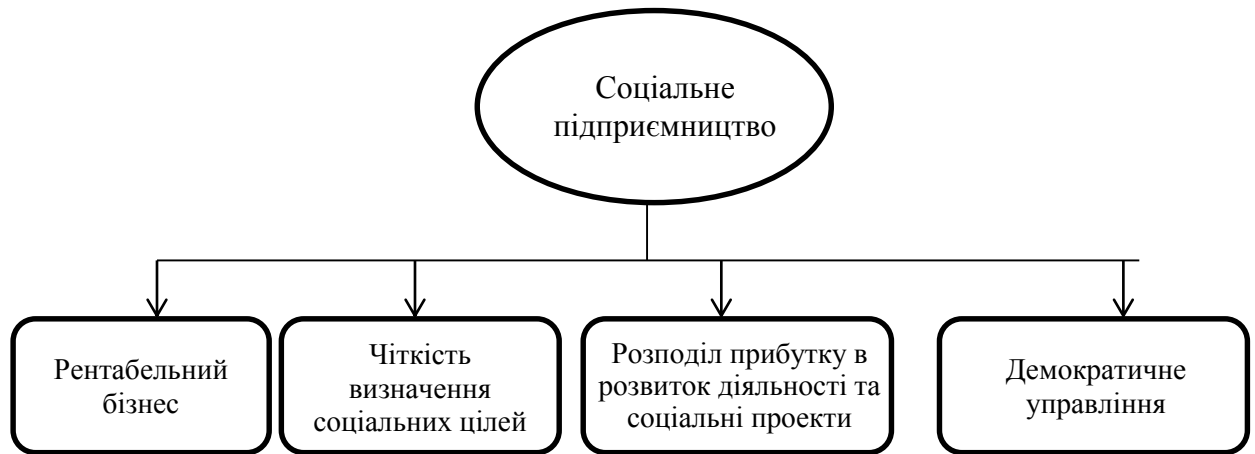 Соціальне
підприємництво
Рентабельний
бізнес
Чіткість
визначення
соціальних цілей
Розподіл прибутку в
розвиток діяльності та
соціальні проекти
Демократичне
управління